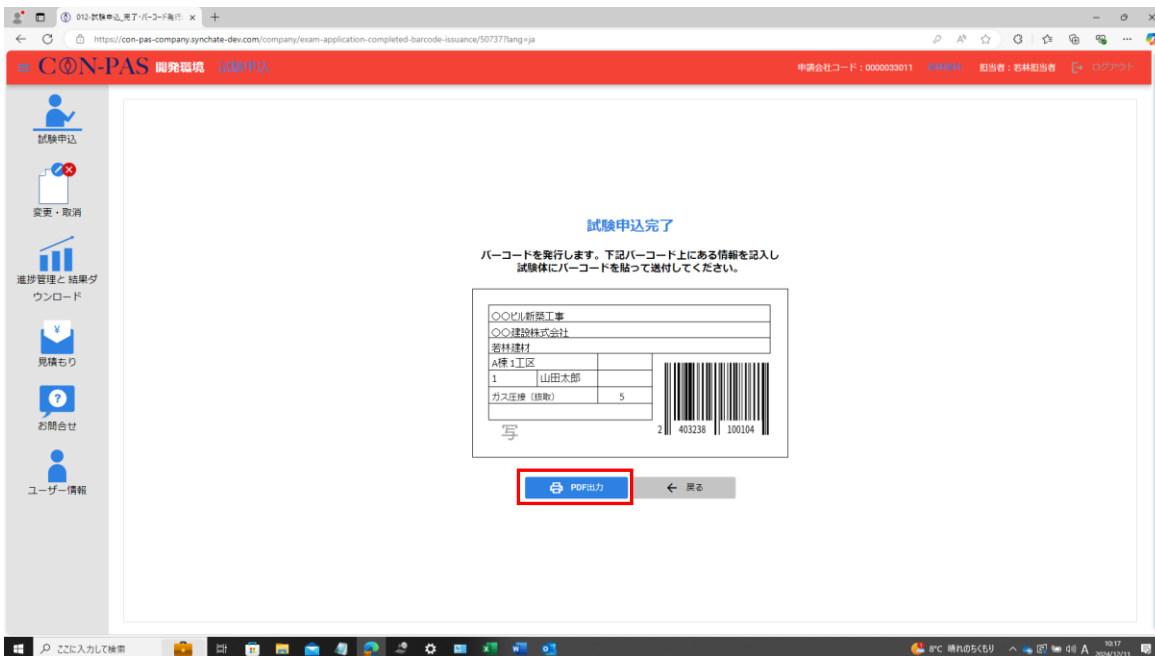 012-試験申込_完了・バーコード発行
https://con-pas-company.synchate-dev.com/company/exam-application-completed-barcode-issuance/50737?lang=ja
CON-PAS 開発環境 試験申込
申請会社コード：0000033011
担当者：若林担当者
ログアウト
試験申込
変更・取消
進捗管理と 結果ダ
ウンロード
¥
見積もり
?
お問合せ
ユーザー情報
試験申込完了
バーコードを発行します。下記バーコード上にある情報を記入し
試験体にバーコードを貼って送付してください。
〇〇ビル新築工事
〇〇建設株式会社
若林建材
A棟 1工区
1 山田太郎
ガス圧接（抜取） 5
写
2 403238 100104
PDF出力
戻る
ここに入力して検索
8°C 晴れのちくもり
A
10:17
2024/12/11